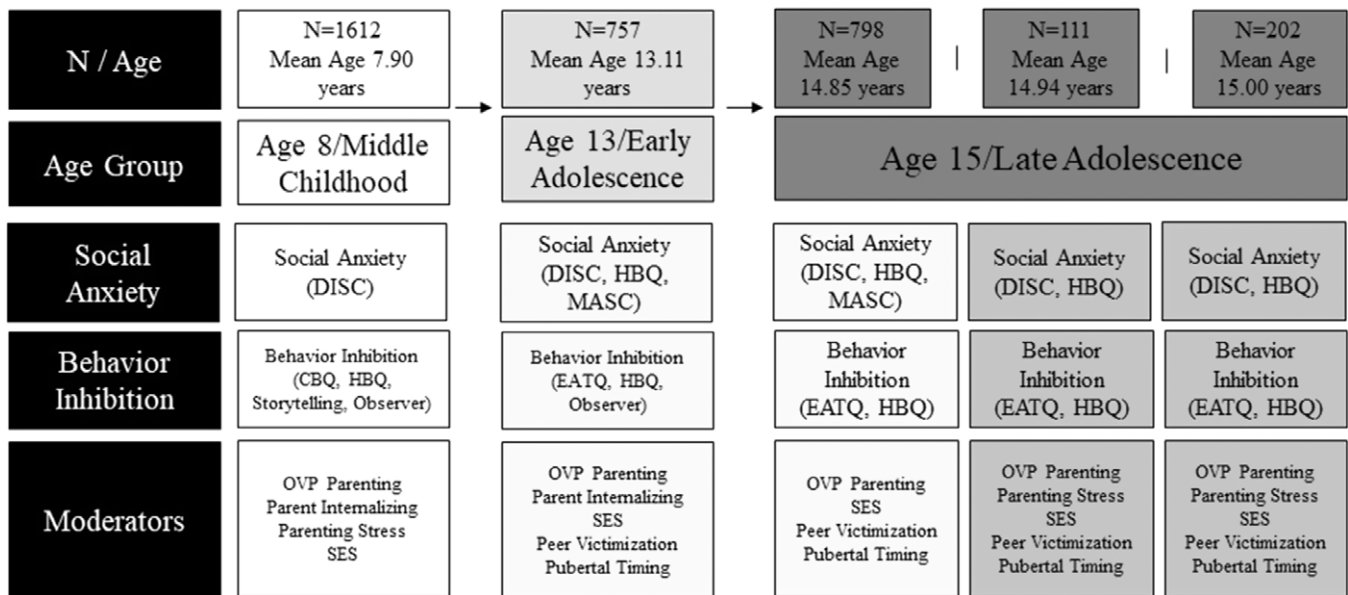 N / Age
N=1612
Mean Age 7.90
years
N=757
Mean Age 13.11
years
N=798
Mean Age
14.85 years
|
N=111
Mean Age
14.94 years
|
N=202
Mean Age
15.00 years
Age Group
Age 8/Middle
Childhood
Age 13/Early
Adolescence
Age 15/Late Adolescence
Social
Anxiety
Social Anxiety
(DISC)
Social Anxiety
(DISC, HBQ,
MASC)
Social Anxiety
(DISC, HBQ,
MASC)
Social Anxiety
(DISC, HBQ)
Social Anxiety
(DISC, HBQ)
Behavior
Inhibition
Behavior Inhibition
(CBQ, HBQ,
Storytelling, Observer)
Behavior Inhibition
(EATQ, HBQ,
Observer)
Behavior
Inhibition
(EATQ, HBQ)
Behavior
Inhibition
(EATQ, HBQ)
Behavior
Inhibition
(EATQ, HBQ)
Moderators
OVP Parenting
Parent Internalizing
Parenting Stress
SES
OVP Parenting
Parent Internalizing
SES
Peer Victimization
Pubertal Timing
OVP Parenting
SES
Peer Victimization
Pubertal Timing
OVP Parenting
Parenting Stress
SES
Peer Victimization
Pubertal Timing
OVP Parenting
Parenting Stress
SES
Peer Victimization
Pubertal Timing